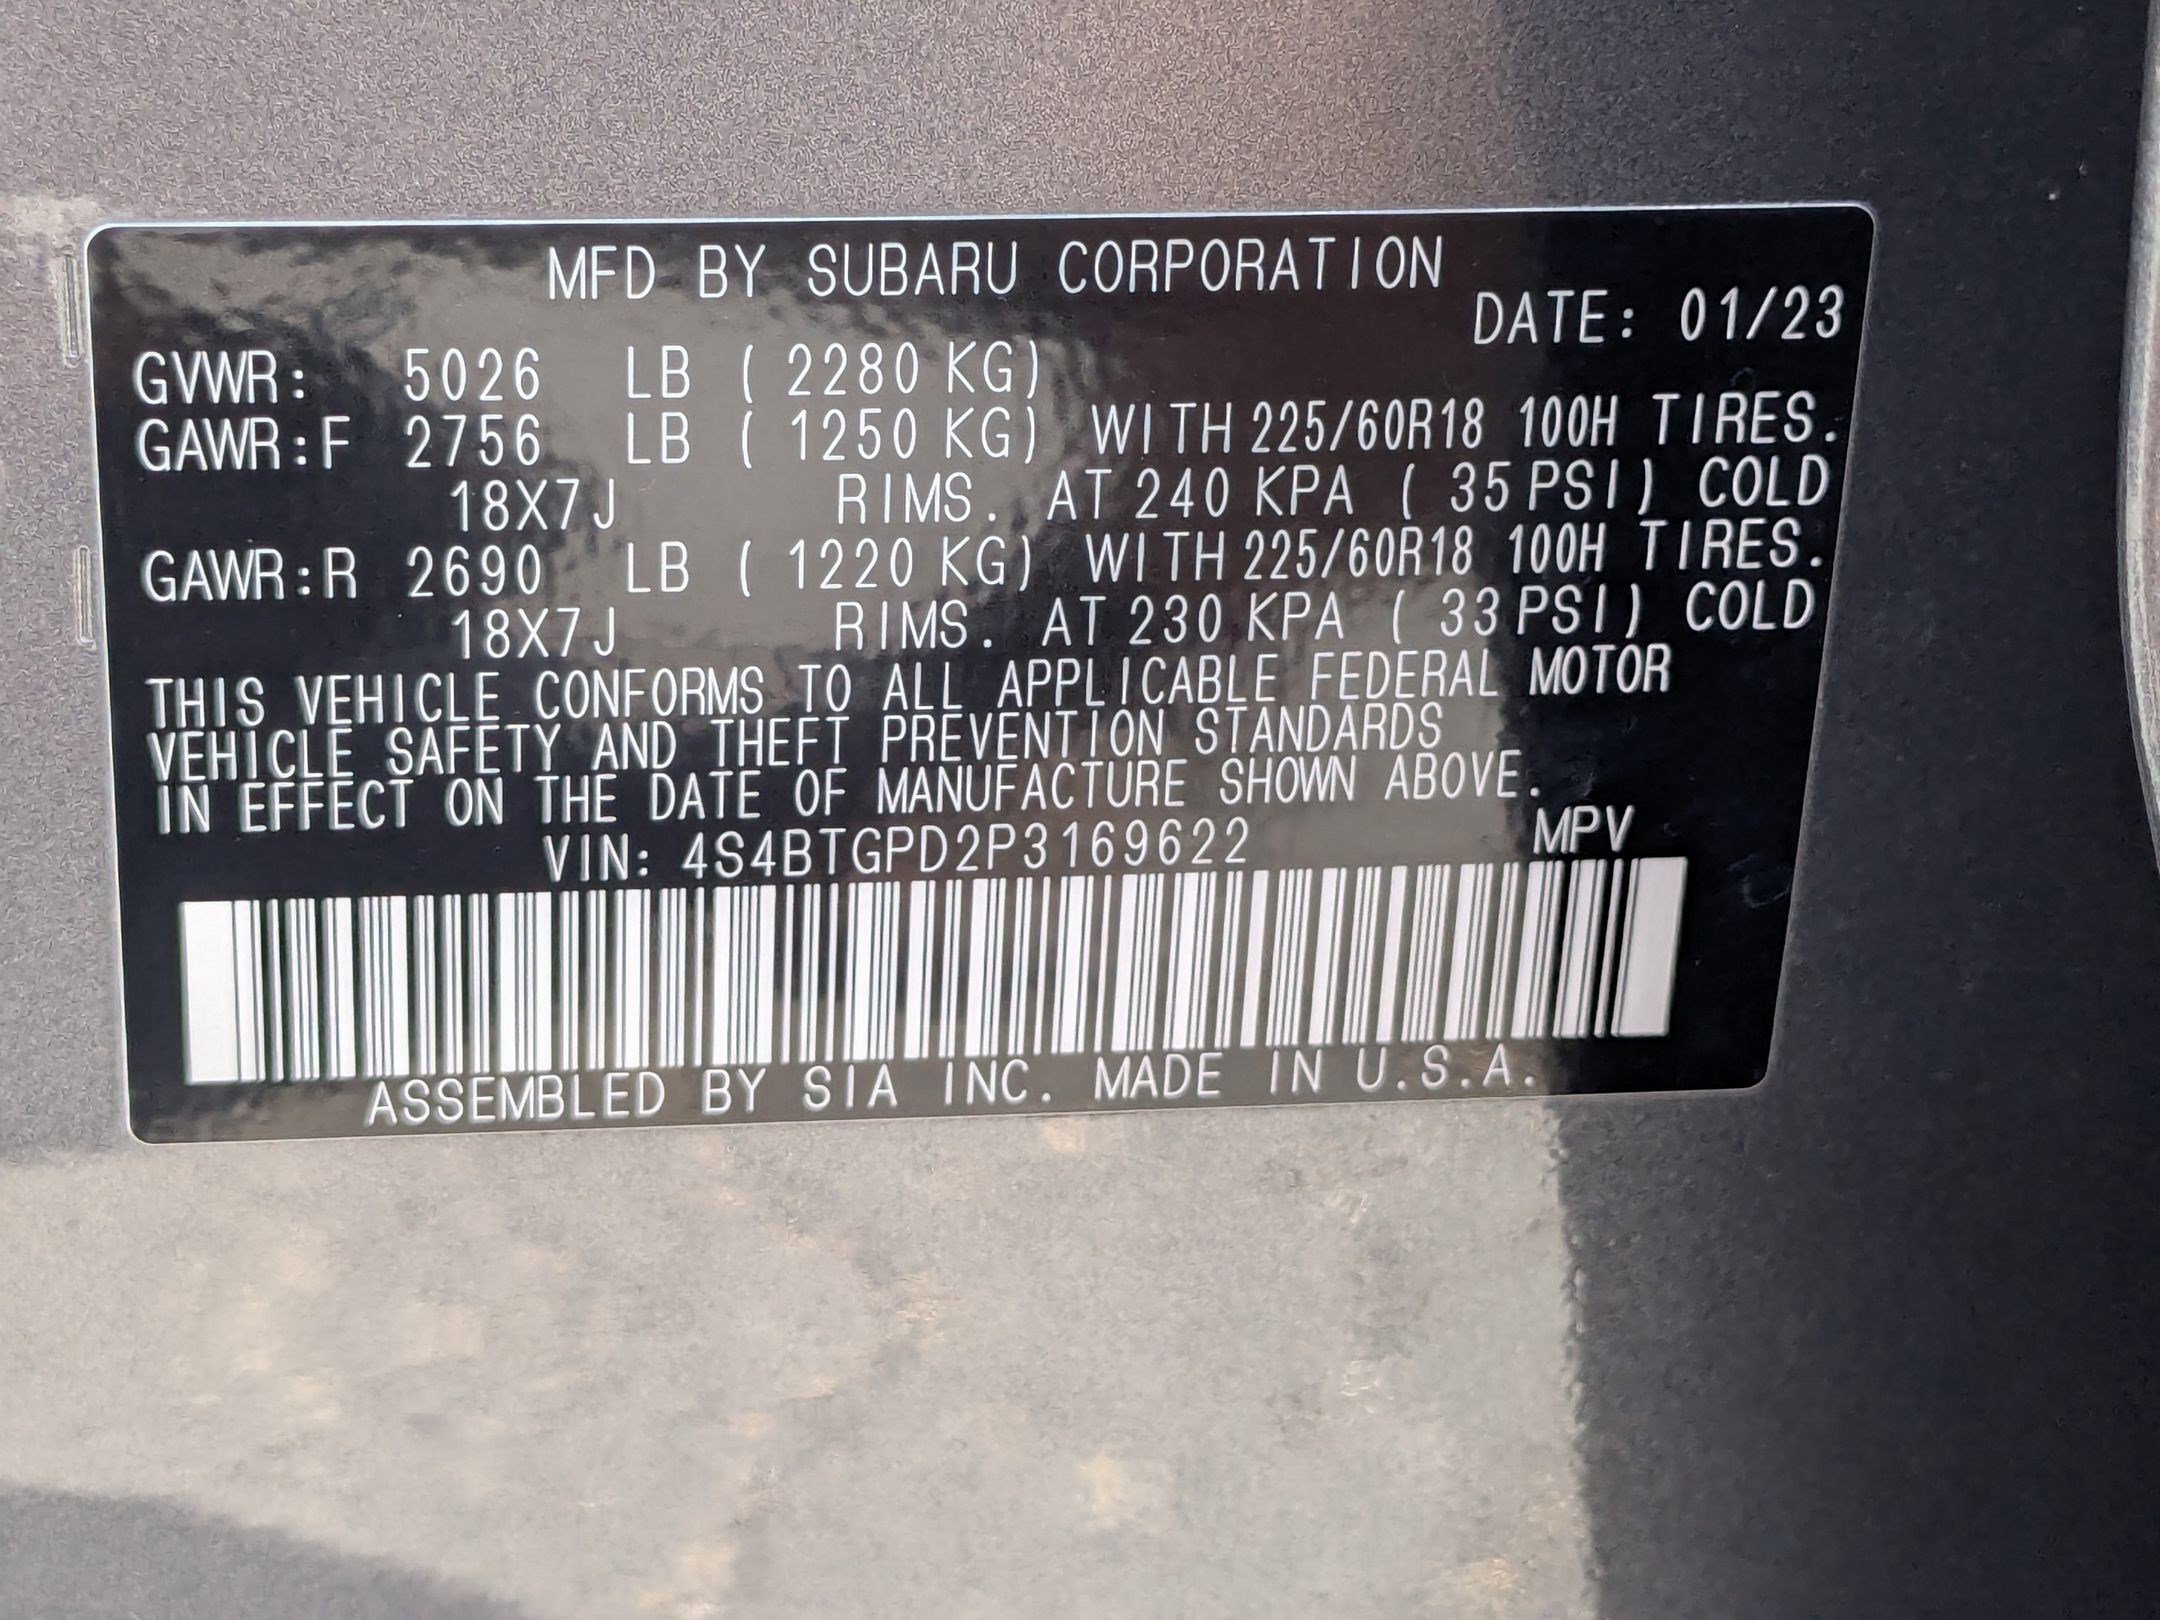 MFD BY SUBARU CORPORATION
DATE: 01/23
GVWR: 5026 LB ( 2280 KG)
GAWR:F 2756 LB ( 1250 KG) WITH 225/60R18 100H TIRES.
18X7J RIMS. AT 240 KPA ( 35 PSI) COLD
GAWR:R 2690 LB ( 1220 KG) WITH 225/60R18 100H TIRES.
18X7J RIMS. AT 230 KPA ( 33 PSI) COLD
THIS VEHICLE CONFORMS TO ALL APPLICABLE FEDERAL MOTOR
VEHICLE SAFETY AND THEFT PREVENTION STANDARDS
IN EFFECT ON THE DATE OF MANUFACTURE SHOWN ABOVE.
VIN: 4S4BTGPD2P3169622 MPV
ASSEMBLED BY SIA INC. MADE IN U.S.A.